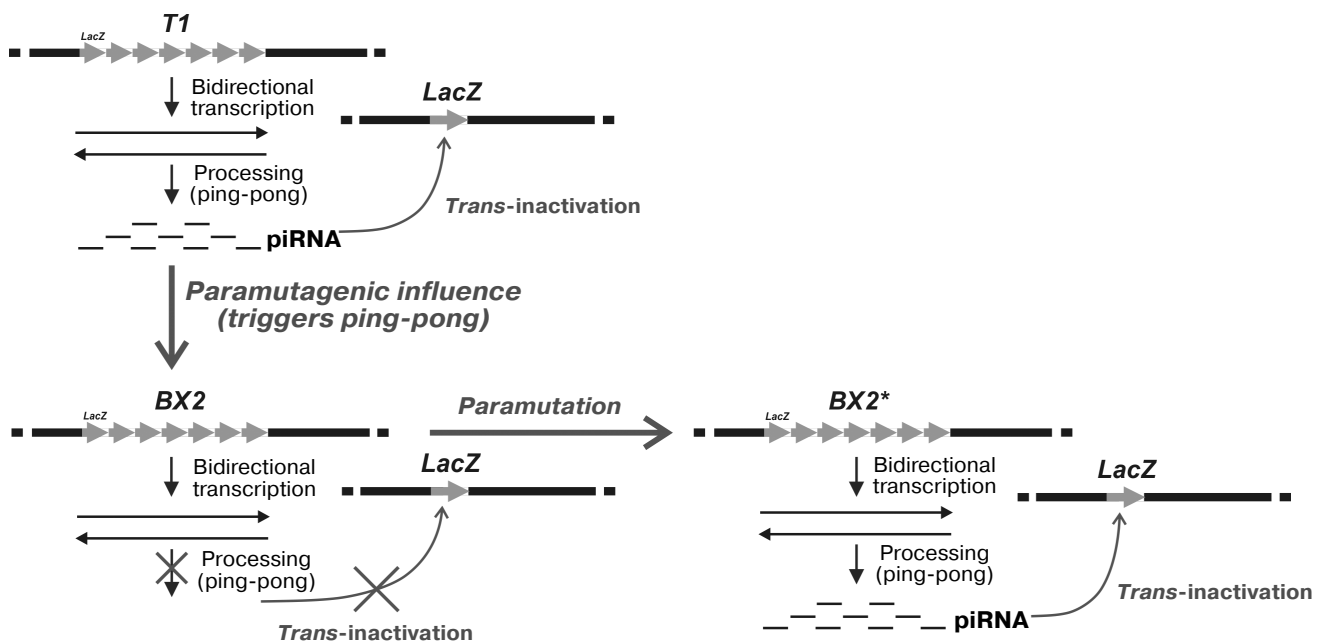 T1
LacZ
Bidirectional
transcription
LacZ
Processing
(ping-pong)
Trans-inactivation
piRNA
Paramutagenic influence
(triggers ping-pong)
BX2
LacZ
Paramutation
BX2*
LacZ
Bidirectional
transcription
LacZ
Bidirectional
transcription
LacZ
Processing
(ping-pong)
Trans-inactivation
Processing
(ping-pong)
Trans-inactivation
piRNA